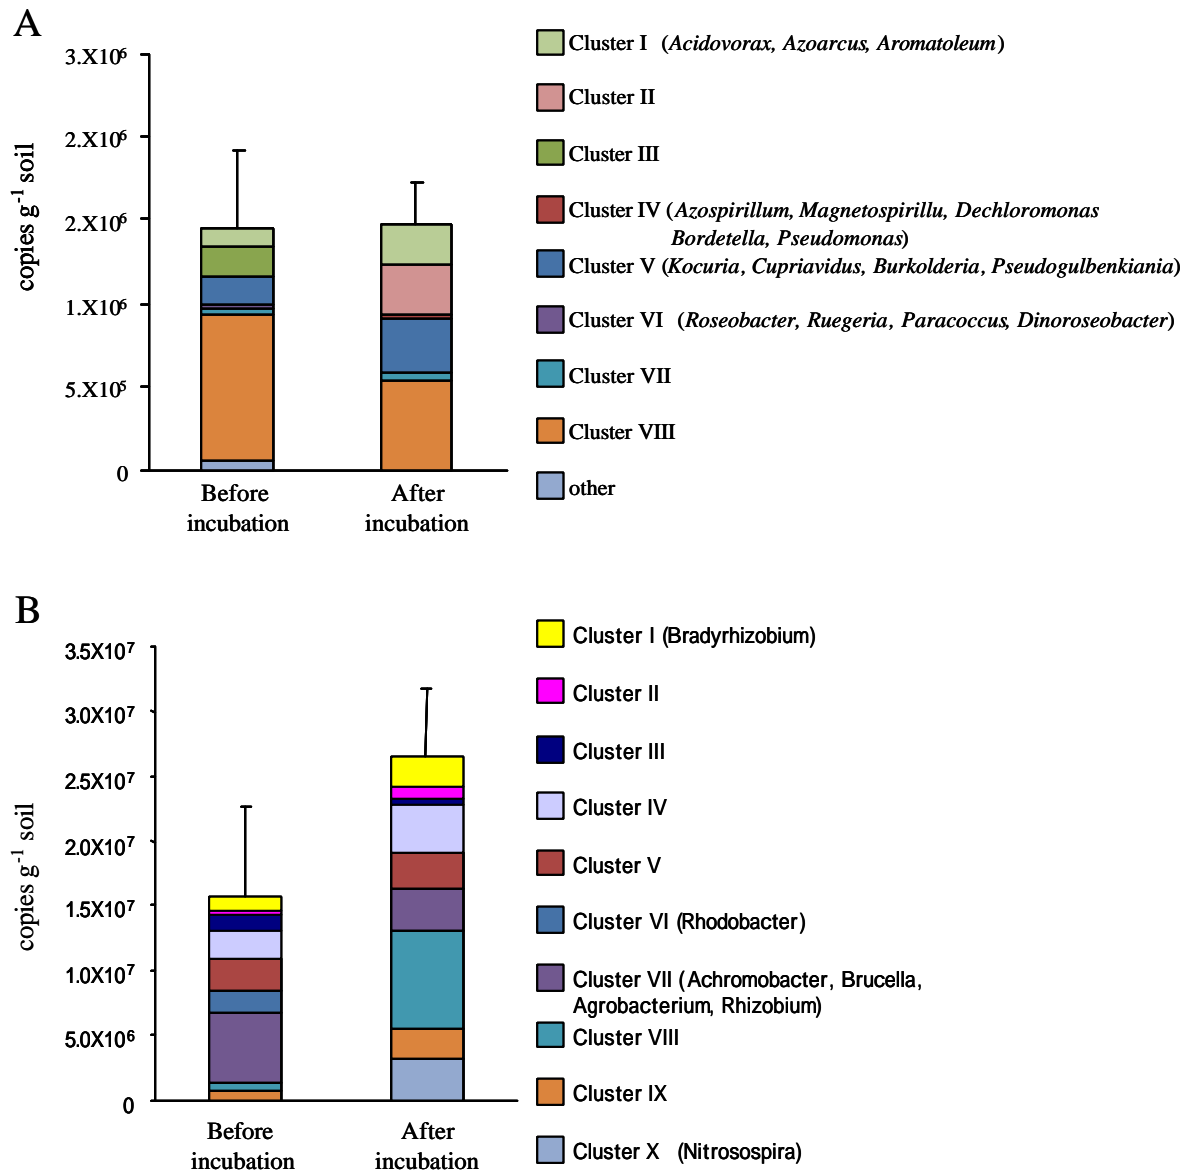 A
3.X10⁶
2.X10⁶
2.X10⁶
1.X10⁶
5.X10⁵
0
copies g⁻¹ soil
Before
incubation
After
incubation
Cluster I (Acidovorax, Azoarcus, Aromatoleum)
Cluster II
Cluster III
Cluster IV (Azospirillum, Magnetospirillu, Dechloromonas
Bordetella, Pseudomonas)
Cluster V (Kocuria, Cupriavidus, Burkolderia, Pseudogulbenkiania)
Cluster VI (Roseobacter, Ruegeria, Paracoccus, Dinoroseobacter)
Cluster VII
Cluster VIII
other
B
3.5X10⁷
3.0X10⁷
2.5X10⁷
2.0X10⁷
1.5X10⁷
1.0X10⁷
5.0X10⁶
0
copies g⁻¹ soil
Before
incubation
After
incubation
Cluster I (Bradyrhizobium)
Cluster II
Cluster III
Cluster IV
Cluster V
Cluster VI (Rhodobacter)
Cluster VII (Achromobacter, Brucella,
Agrobacterium, Rhizobium)
Cluster VIII
Cluster IX
Cluster X (Nitrosospira)